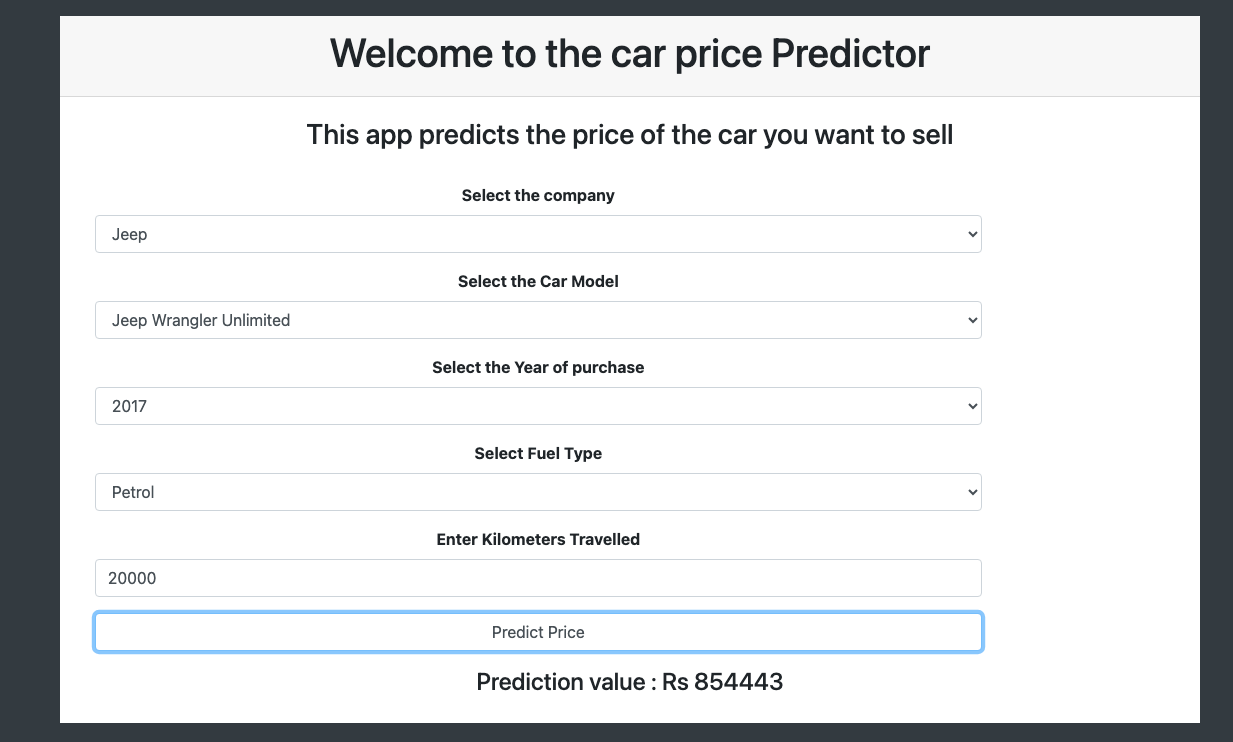 Welcome to the car price Predictor
This app predicts the price of the car you want to sell
Select the company
Jeep
Select the Car Model
Jeep Wrangler Unlimited
Select the Year of purchase
2017
Select Fuel Type
Petrol
Enter Kilometers Travelled
20000
Predict Price
Prediction value : Rs 854443